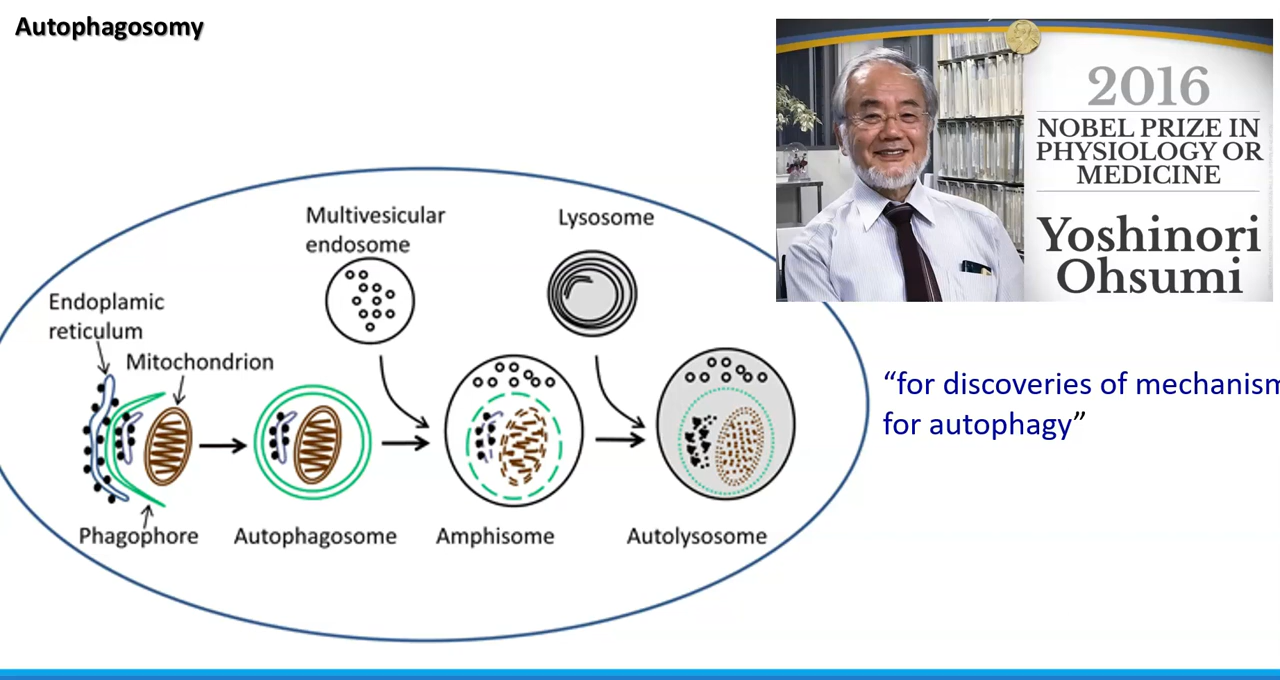 Autophagosomy
2016
NOBEL PRIZE IN
PHYSIOLOGY OR
MEDICINE
Yoshinori
Ohsumi
Multivesicular
endosome
Lysosome
Endoplamic
reticulum
Mitochondrion
Phagophore
Autophagosome
Amphisome
Autolysosome
“for discoveries of mechanism
for autophagy”